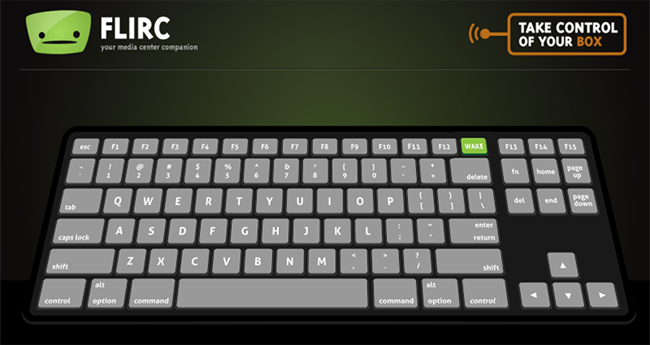 FLIRC
your media center companion
TAKE CONTROL
OF YOUR BOX
esc F1 F2 F3 F4 F5 F6 F7 F8 F9 F10 F11 F12 WAKE F13 F14 F15
~ ! @ # $ % ^ & * ( ) - +
1 2 3 4 5 6 7 8 9 0 delete fn home page up
tab Q W E R T Y U I O P { [ } ] | \ del end page down
caps lock A S D F G H J K L : ; enter return
shift Z X C V B N M < , > . ? / shift ▲
control alt option command command alt option control ◄ ▼ ►